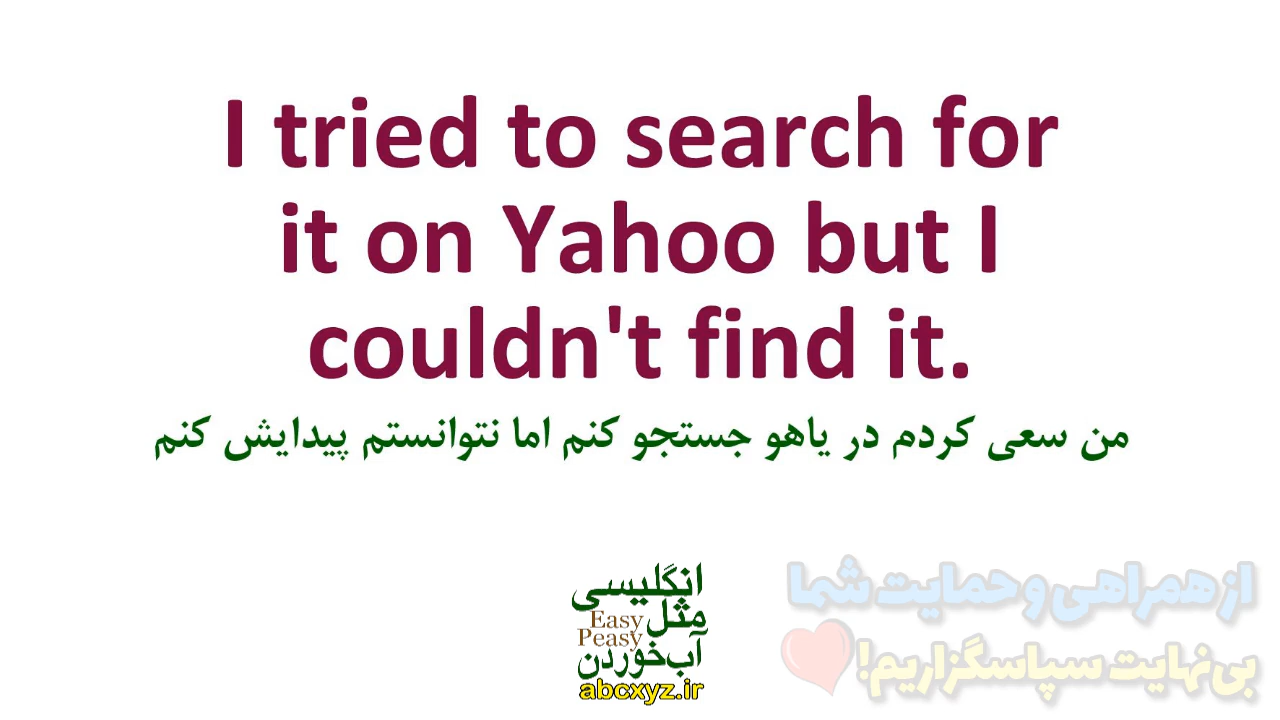 I tried to search for
it on Yahoo but I
couldn't find it.
من سعی کردم در یاهو جستجو کنم اما نتوانستم پیدایش کنم
انگلیسی
مثل
Easy
Peasy
آب‌خوردن
abcxyz.ir
از همراهی و حمایت شما
بی‌نهایت سپاسگزاریم!